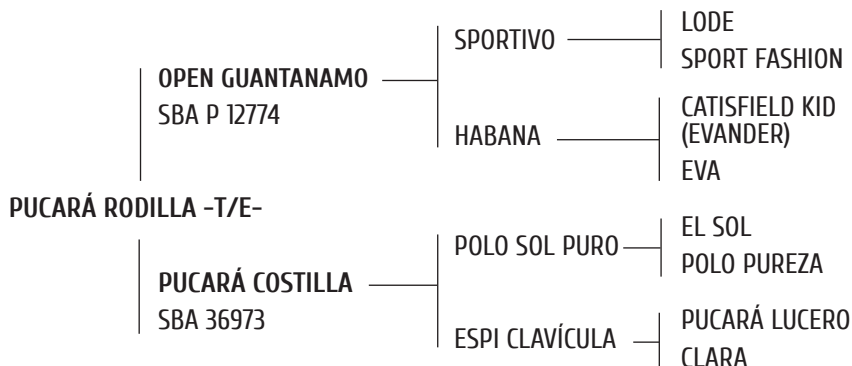 LODE
SPORTIVO
SPORT FASHION
OPEN GUANTANAMO
SBA P 12774
CATISFIELD KID
(EVANDER)
HABANA
EVA
PUCARÁ RODILLA -T/E-
EL SOL
POLO SOL PURO
POLO PUREZA
PUCARÁ COSTILLA
SBA 36973
PUCARÁ LUCERO
ESPI CLAVÍCULA
CLARA